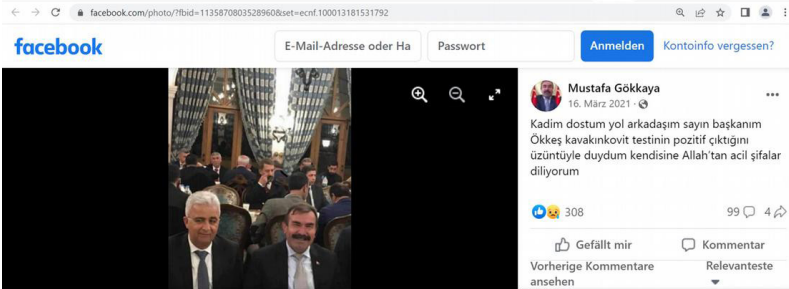 facebook.com/photo/?fbid=1135870803528960&set=ecnf.100013181531792
facebook
E-Mail-Adresse oder Ha
Passwort
Anmelden
Kontoinfo vergessen?
Mustafa Gökkaya
16. März 2021 ·
Kadim dostum yol arkadaşım sayın başkanım
Ökkeş kavakınkovit testinin pozitif çıktığını
üzüntüyle duydum kendisine Allah'tan acil şifalar
diliyorum
308
99
4
Gefällt mir
Kommentar
Vorherige Kommentare
ansehen
Relevanteste